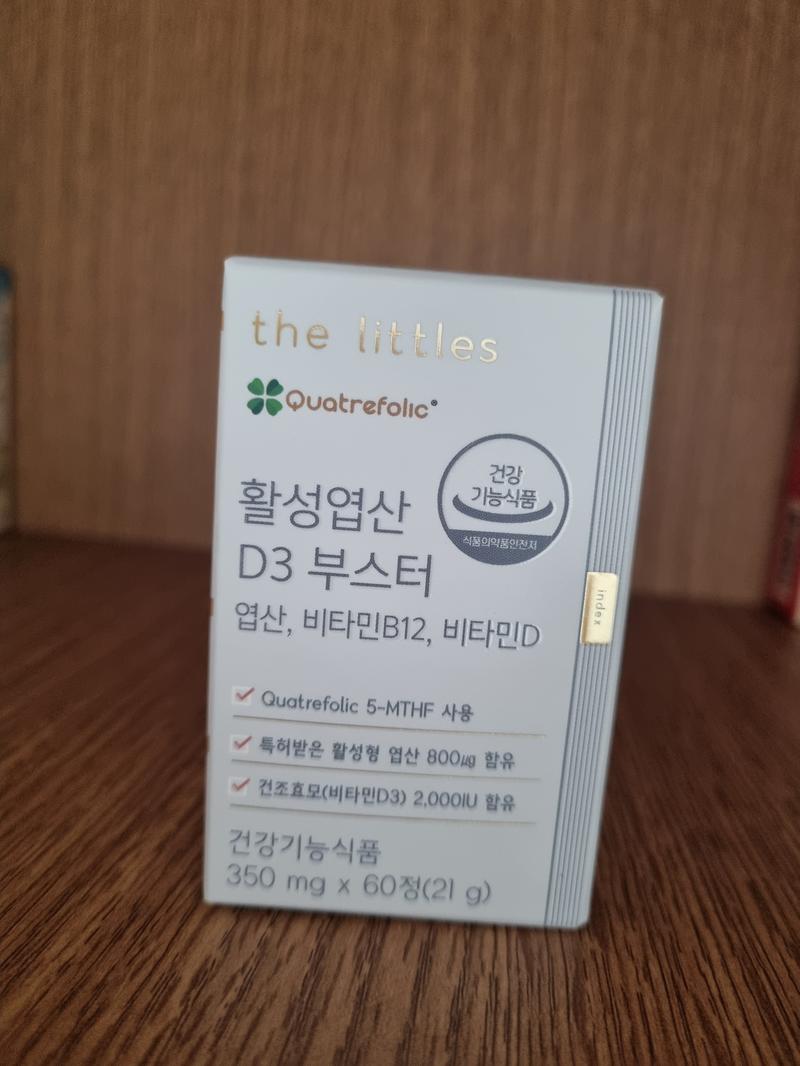 the littles
Quatrefolic®
건강
기능식품
식품의약품안전처
활성엽산
D3 부스터
엽산, 비타민B12, 비타민D
index
Quatrefolic 5-MTHF 사용
특허받은 활성형 엽산 800㎍ 함유
건조효모(비타민D3) 2,000IU 함유
건강기능식품
350 mg x 60정(21 g)